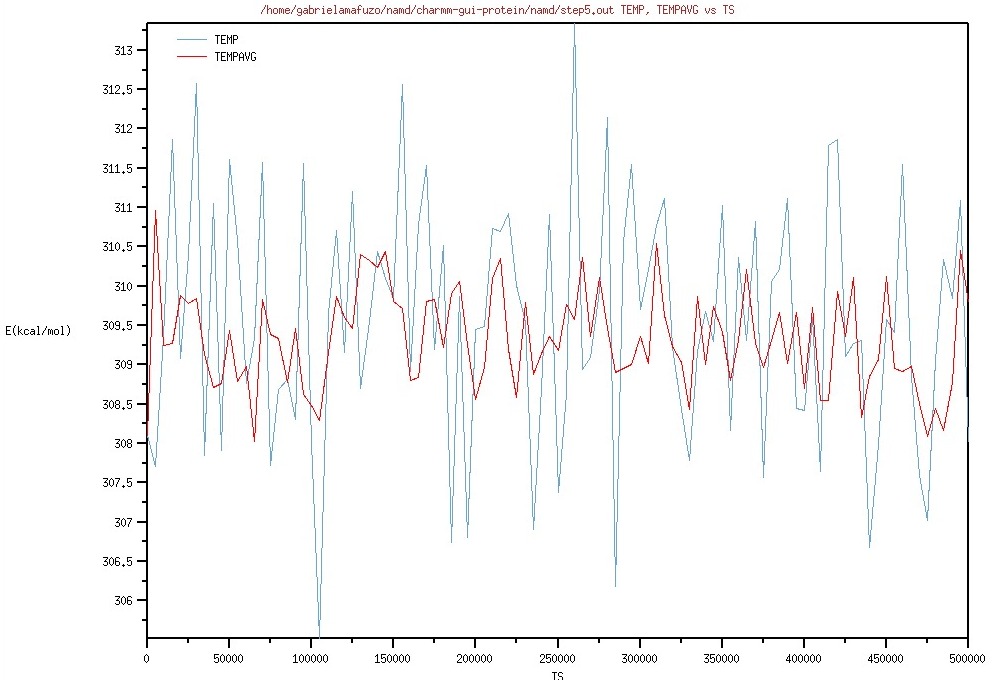 /home/gabrielamafuzo/namd/charmm-gui-protein/namd/step5.out TEMP, TEMPAVG vs TS
TEMP
TEMPAVG
313
312.5
312
311.5
311
310.5
310
309.5
E(kcal/mol)
309
308.5
308
307.5
307
306.5
306
0 50000 100000 150000 200000 250000 300000 350000 400000 450000 500000
TS